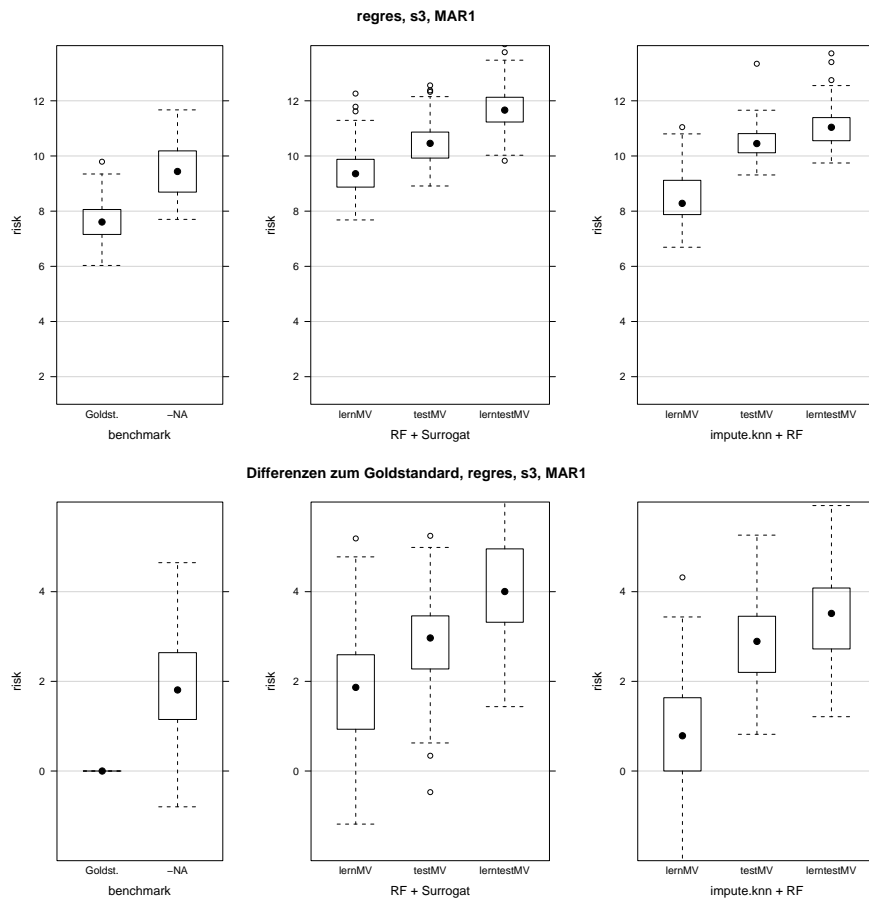 regres, s3, MAR1
risk
2
4
6
8
10
12
Goldst.
−NA
benchmark
risk
2
4
6
8
10
12
lernMV
testMV
lerntestMV
RF + Surrogat
risk
2
4
6
8
10
12
lernMV
testMV
lerntestMV
impute.knn + RF
Differenzen zum Goldstandard, regres, s3, MAR1
risk
0
2
4
Goldst.
−NA
benchmark
risk
0
2
4
lernMV
testMV
lerntestMV
RF + Surrogat
risk
0
2
4
lernMV
testMV
lerntestMV
impute.knn + RF